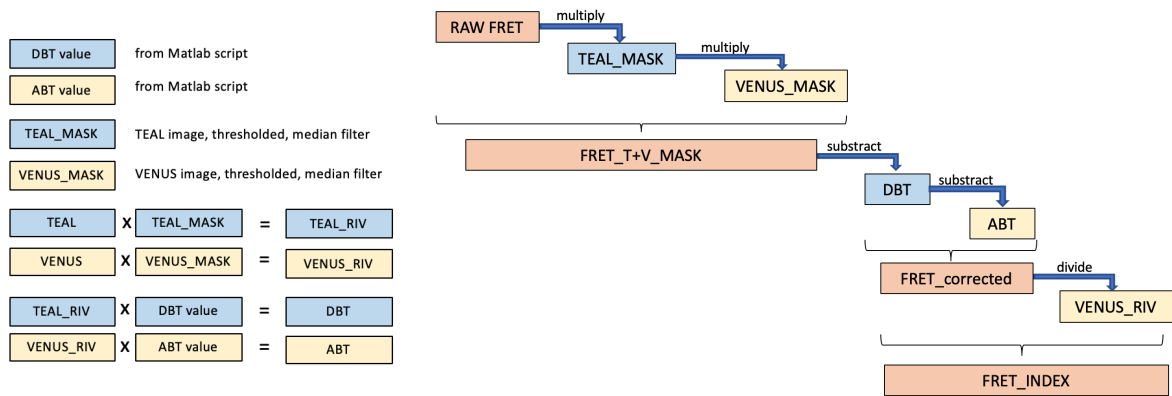 DBT value from Matlab script
ABT value from Matlab script
TEAL_MASK TEAL image, thresholded, median filter
VENUS_MASK VENUS image, thresholded, median filter
TEAL X TEAL_MASK = TEAL_RIV
VENUS X VENUS_MASK = VENUS_RIV
TEAL_RIV X DBT value = DBT
VENUS_RIV X ABT value = ABT
RAW FRET multiply
TEAL_MASK multiply
VENUS_MASK
FRET_T+V_MASK substract
DBT substract
ABT
FRET_corrected divide
VENUS_RIV
FRET_INDEX